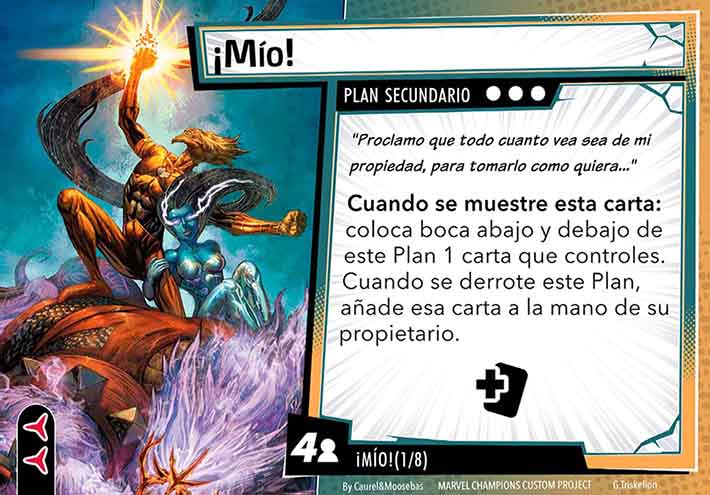 ¡Mío!
PLAN SECUNDARIO
"Proclamo que todo cuanto vea sea de mi
propiedad, para tomarlo como quiera..."
Cuando se muestre esta carta:
coloca boca abajo y debajo de
este Plan 1 carta que controles.
Cuando se derrote este Plan,
añade esa carta a la mano de su
propietario.
4
¡MÍO!(1/8)
By Caurel&Moosebas MARVEL CHAMPIONS CUSTOM PROJECT G.Triskelion